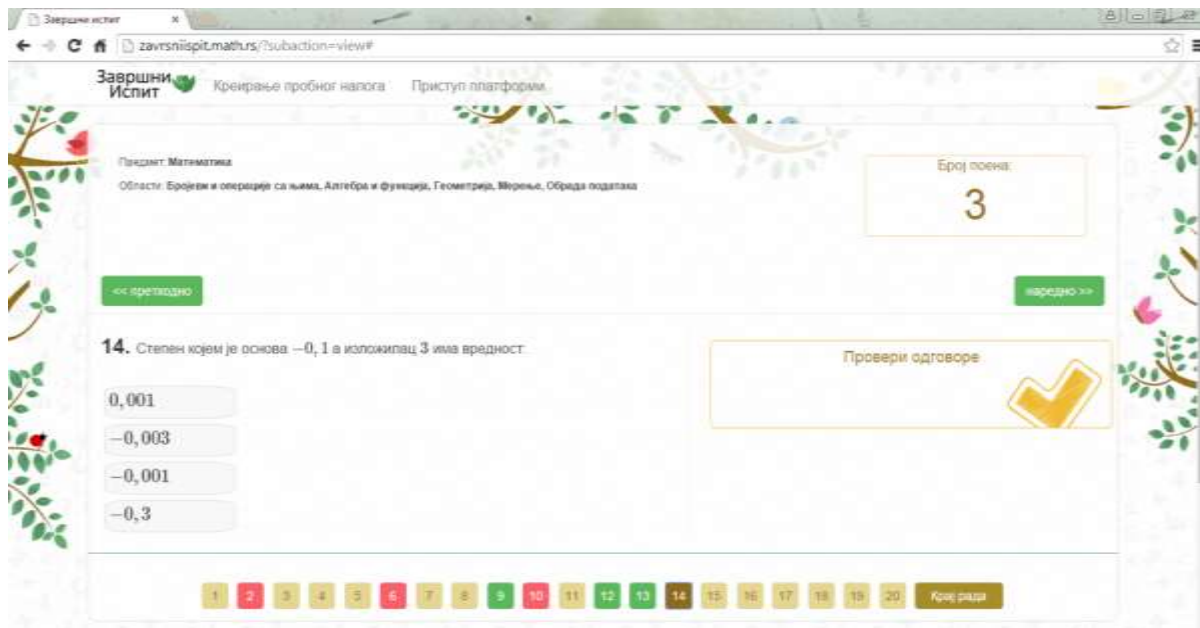 Завршни испит
zavrsniispit.math.rs/?subaction=view#
Завршни Испит
Креирање пробног налога
Приступ платформи
Предмет: Математика
Области: Бројеви и операције са њима, Алгебра и функција, Геометрија, Мерење, Обрада података
Број поена:
3
<< претходно
наредно >>
14. Степен којем је основа −0, 1 а изложилац 3 има вредност:
Провери одговоре
0, 001
−0, 003
−0, 001
−0, 3
1 2 3 4 5 6 7 8 9 10 11 12 13 14 15 16 17 18 19 20 Крај рада